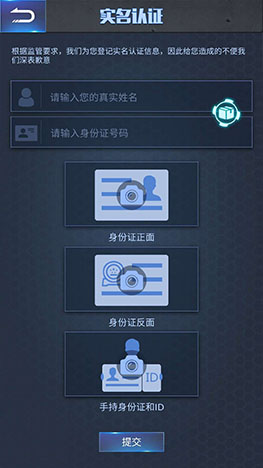 实名认证
根据监管要求，我们为您登记实名认证信息，因此给您造成的不便我
们深表歉意
请输入您的真实姓名
请输入身份证号码
身份证正面
身份证反面
ID
手持身份证和ID
提交